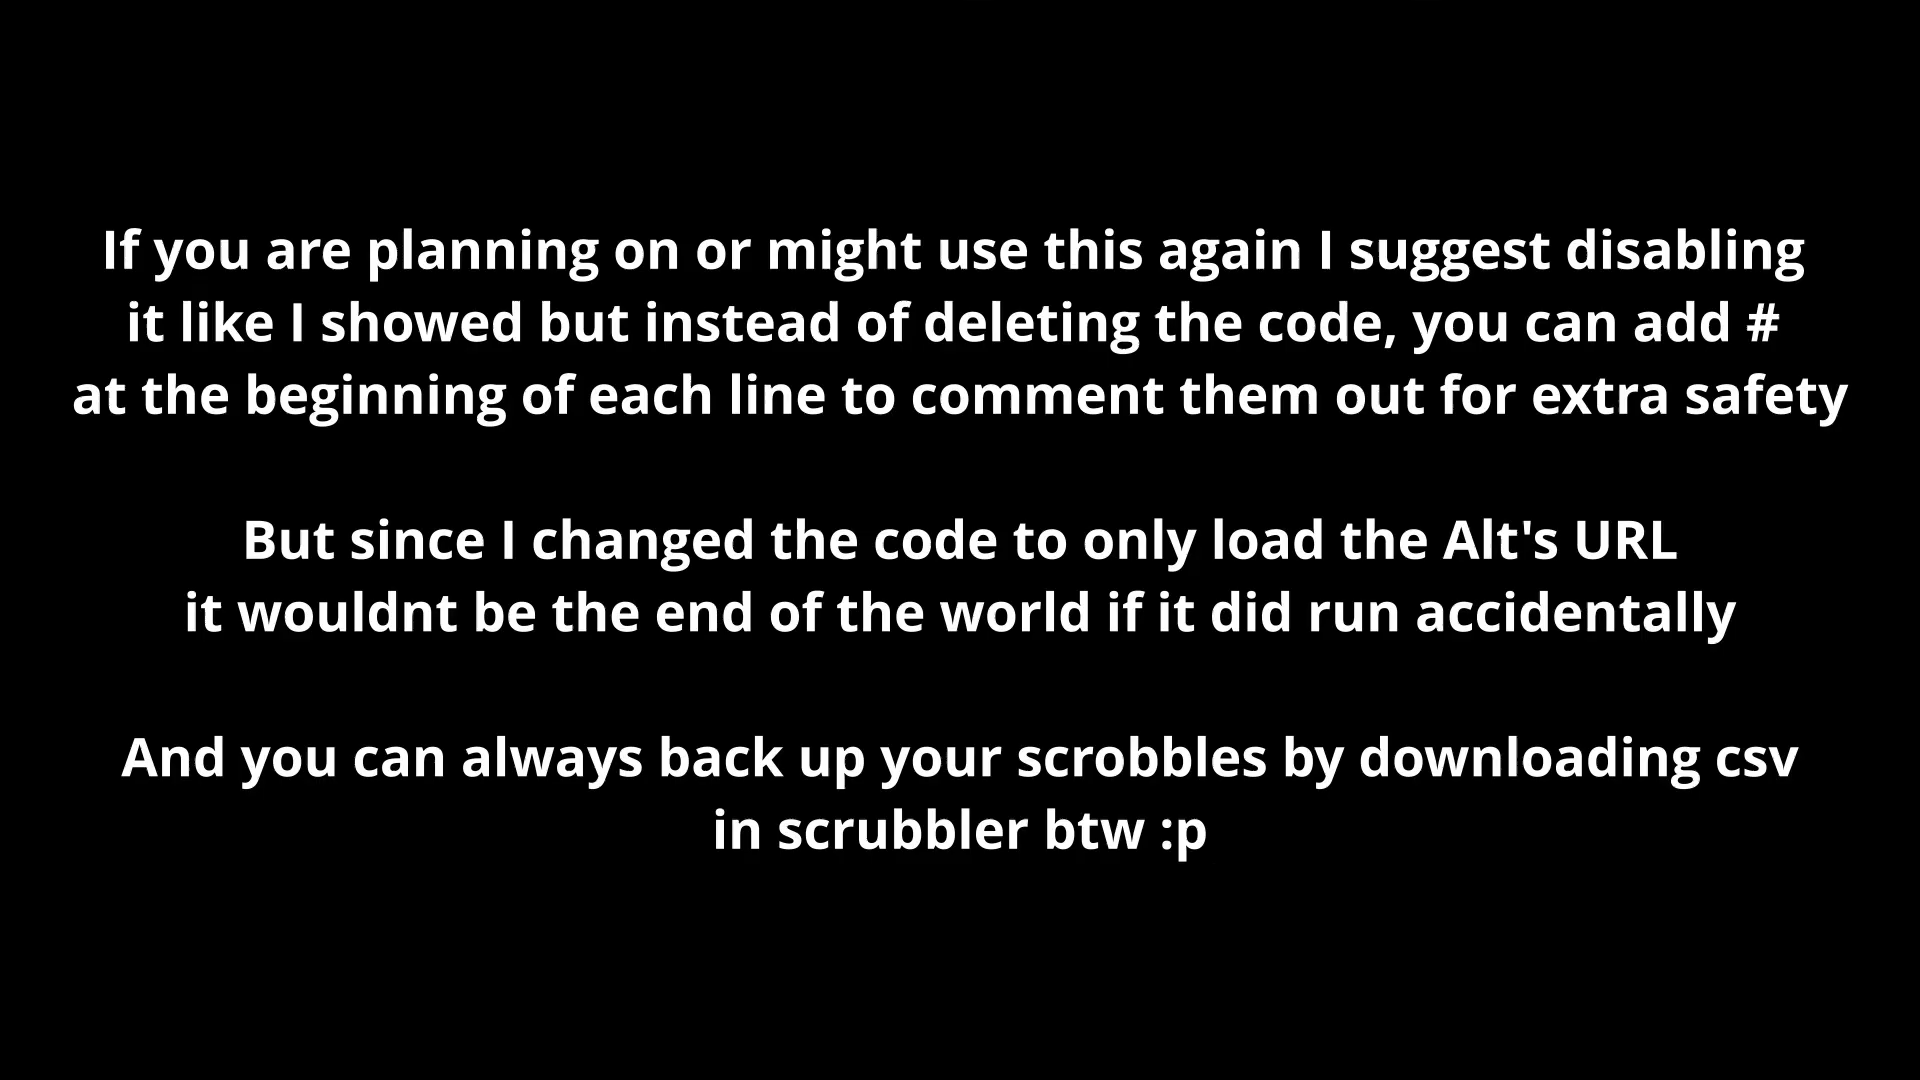 If you are planning on or might use this again I suggest disabling
it like I showed but instead of deleting the code, you can add #
at the beginning of each line to comment them out for extra safety
But since I changed the code to only load the Alt's URL
it wouldnt be the end of the world if it did run accidentally
And you can always back up your scrobbles by downloading csv
in scrubbler btw :p